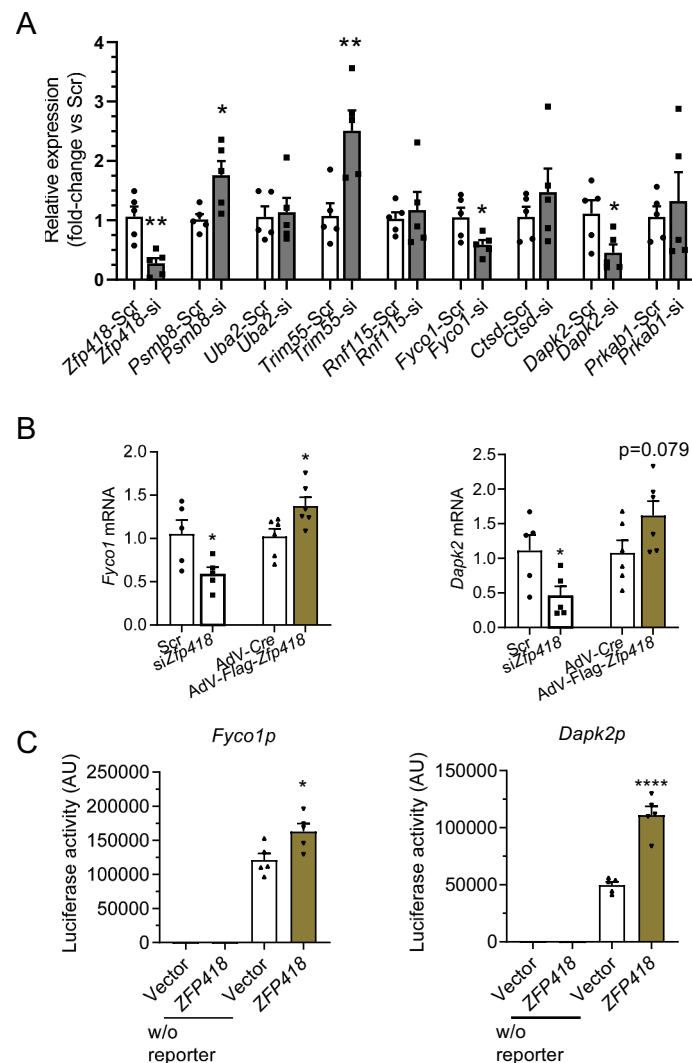 A
Relative expression
(fold-change vs Scr)
4
3
2
1
0
**
*
**
*
*
Zfp418-Scr
Zfp418-si
Psmb8-Scr
Psmb8-si
Uba2-Scr
Uba2-si
Trim55-Scr
Trim55-si
Rnf115-Scr
Rnf115-si
Fyco1-Scr
Fyco1-si
Ctsd-Scr
Ctsd-si
Dapk2-Scr
Dapk2-si
Prkab1-Scr
Prkab1-si
B
Fyco1 mRNA
2.0
1.5
1.0
0.5
0.0
*
*
Scr
siZfp418
AdV-Cre
AdV-Flag-Zfp418
Dapk2 mRNA
2.5
2.0
1.5
1.0
0.5
0.0
*
p=0.079
Scr
siZfp418
AdV-Cre
AdV-Flag-Zfp418
C
Fyco1p
Luciferase activity (AU)
250000
200000
150000
100000
50000
0
*
Vector
ZFP418
Vector
ZFP418
w/o
reporter
Dapk2p
Luciferase activity (AU)
150000
100000
50000
0
****
Vector
ZFP418
Vector
ZFP418
w/o
reporter